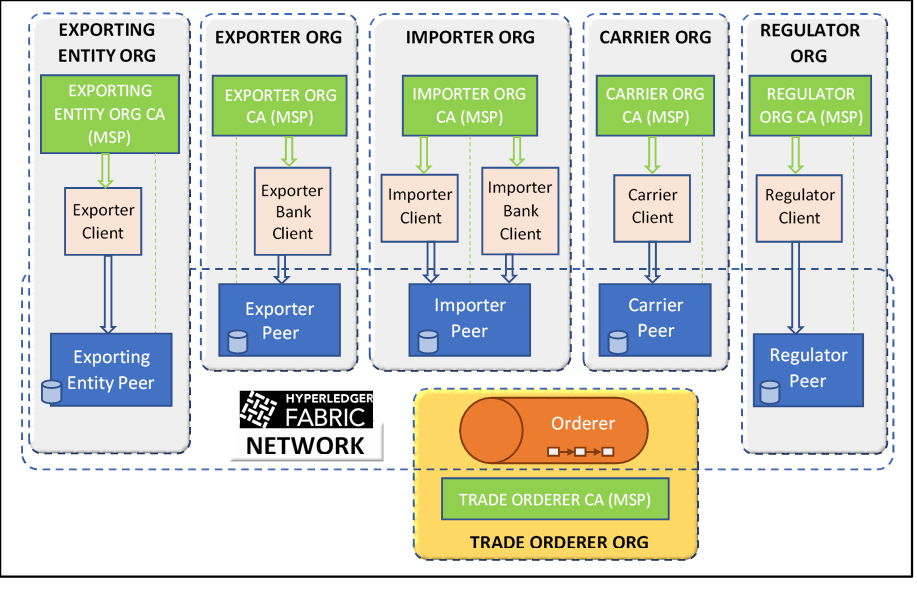 EXPORTING
ENTITY ORG
EXPORTING
ENTITY ORG CA
(MSP)
Exporter
Client
Exporting
Entity Peer
EXPORTER ORG
EXPORTER ORG
CA (MSP)
Exporter
Bank
Client
Exporter
Peer
IMPORTER ORG
IMPORTER ORG
CA (MSP)
Importer
Client
Importer
Bank
Client
Importer
Peer
CARRIER ORG
CARRIER ORG
CA (MSP)
Carrier
Client
Carrier
Peer
REGULATOR
ORG
REGULATOR
ORG CA (MSP)
Regulator
Client
Regulator
Peer
HYPERLEDGER
FABRIC
NETWORK
Orderer
TRADE ORDERER CA (MSP)
TRADE ORDERER ORG